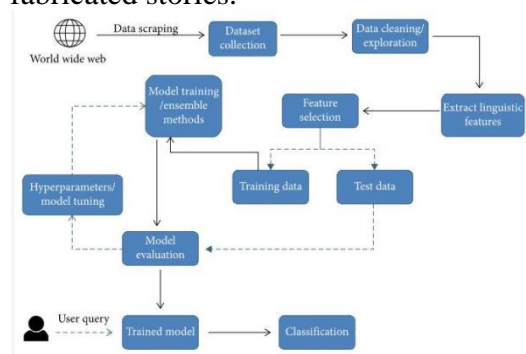 fabricated stories.
Data scraping
World wide web
Dataset
collection
Data cleaning/
exploration
Model training
/ensemble
methods
Feature
selection
Extract linguistic
features
Hyperparameters/
model tuning
Training data
Test data
Model
evaluation
User query
Trained model
Classification